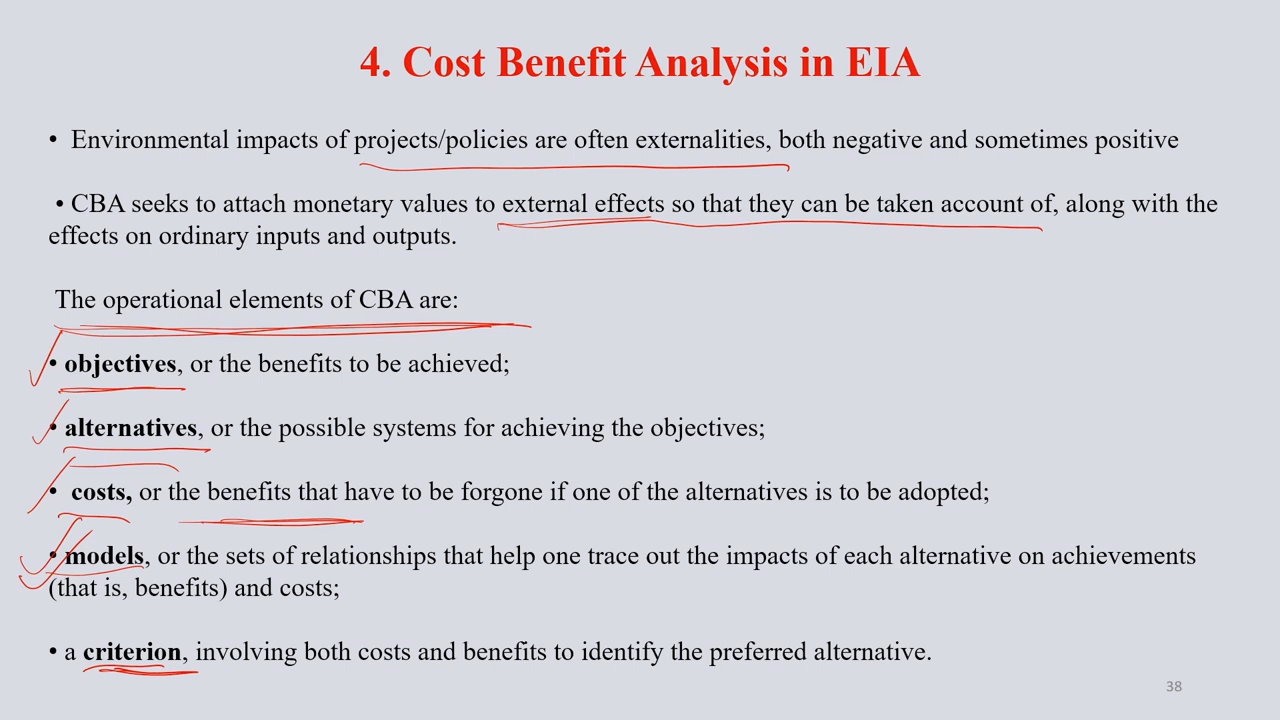 4. Cost Benefit Analysis in EIA
• Environmental impacts of projects/policies are often externalities, both negative and sometimes positive
• CBA seeks to attach monetary values to external effects so that they can be taken account of, along with the
effects on ordinary inputs and outputs.
The operational elements of CBA are:
• objectives, or the benefits to be achieved;
• alternatives, or the possible systems for achieving the objectives;
• costs, or the benefits that have to be forgone if one of the alternatives is to be adopted;
• models, or the sets of relationships that help one trace out the impacts of each alternative on achievements
(that is, benefits) and costs;
• a criterion, involving both costs and benefits to identify the preferred alternative.
38